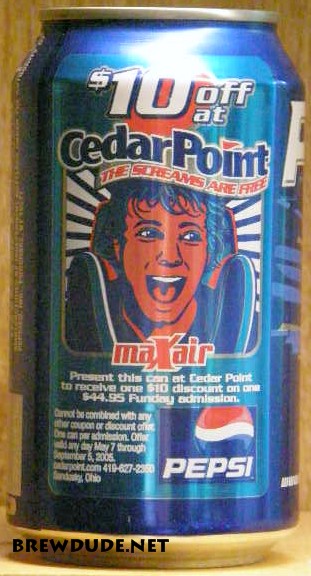 $10 off
at
Cedar Point
THE SCREAMS ARE FREE
maXair
Present this can at Cedar Point
to receive one $10 discount on one
$44.95 Funday admission.
Cannot be combined with any
other coupon or discount offer.
One can per admission. Offer
valid any day May 7 through
September 5, 2005.
cedarpoint.com 419-627-2350
Sandusky, Ohio
PEPSI
BREWDUDE.NET